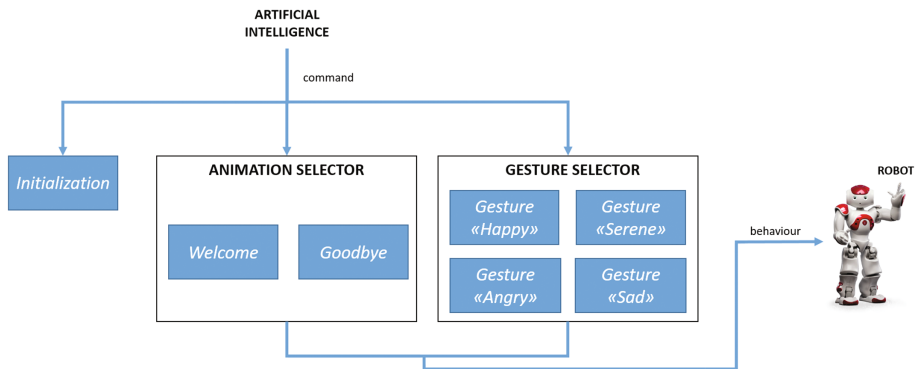 ARTIFICIAL
INTELLIGENCE
command
Initialization
ANIMATION SELECTOR
Welcome
Goodbye
GESTURE SELECTOR
Gesture
«Happy»
Gesture
«Serene»
Gesture
«Angry»
Gesture
«Sad»
behaviour
ROBOT